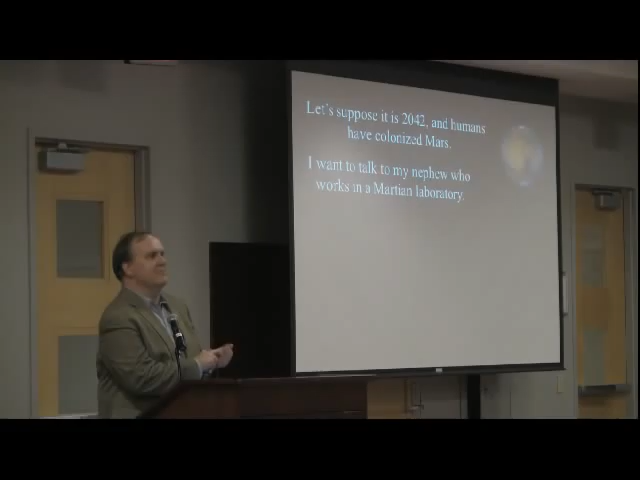 Let's suppose it is 2042, and humans
have colonized Mars.
I want to talk to my nephew who
works in a Martian laboratory.